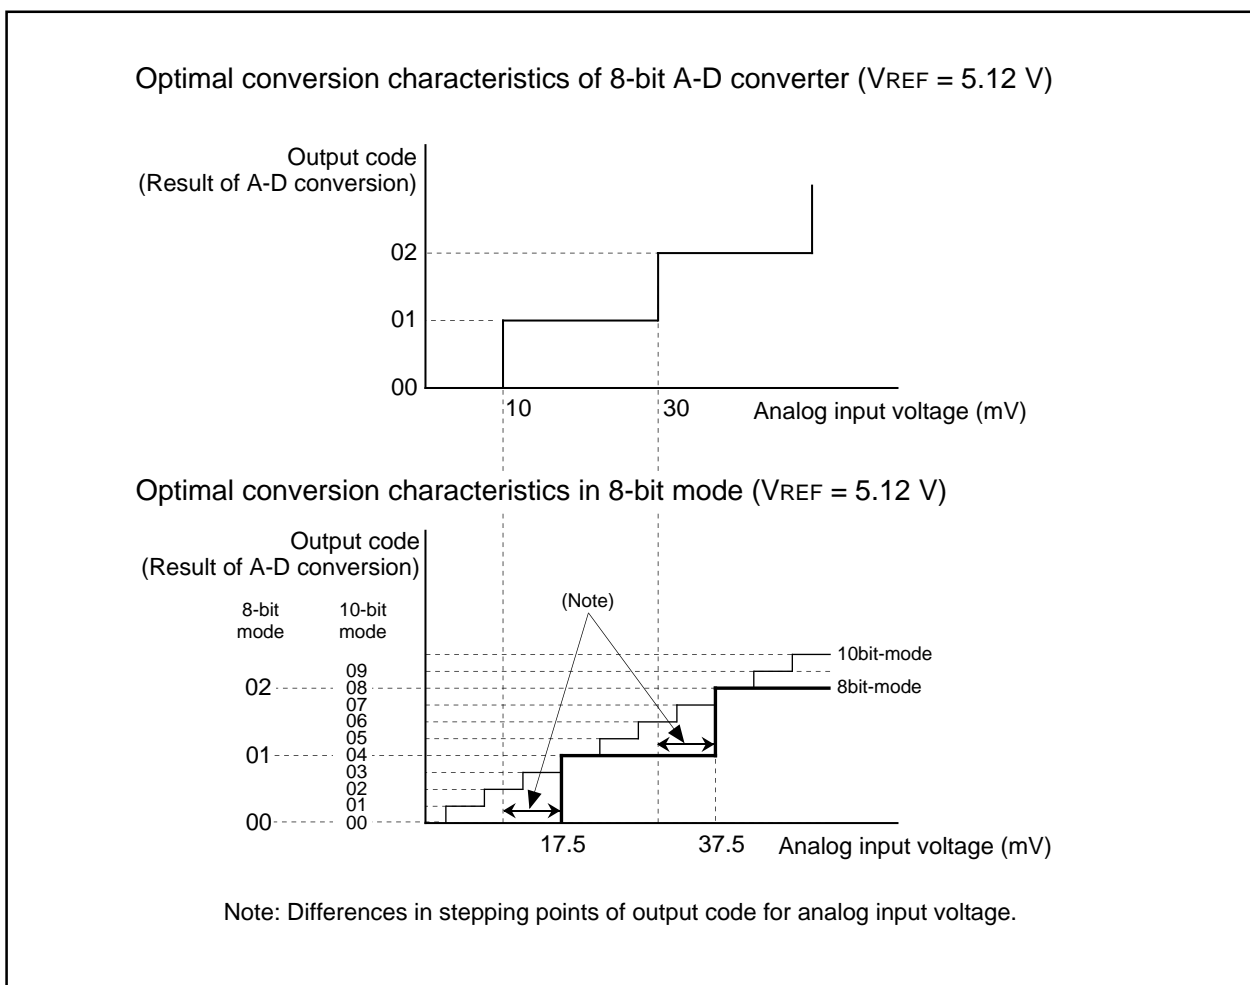 Optimal conversion characteristics of 8-bit A-D converter (VREF = 5.12 V)
Output code
(Result of A-D conversion)
02
01
00
10
30
Analog input voltage (mV)
Optimal conversion characteristics in 8-bit mode (VREF = 5.12 V)
Output code
(Result of A-D conversion)
8-bit
mode
10-bit
mode
(Note)
10bit-mode
09
02
08
8bit-mode
07
06
05
01
04
03
02
01
00
00
17.5
37.5
Analog input voltage (mV)
Note: Differences in stepping points of output code for analog input voltage.